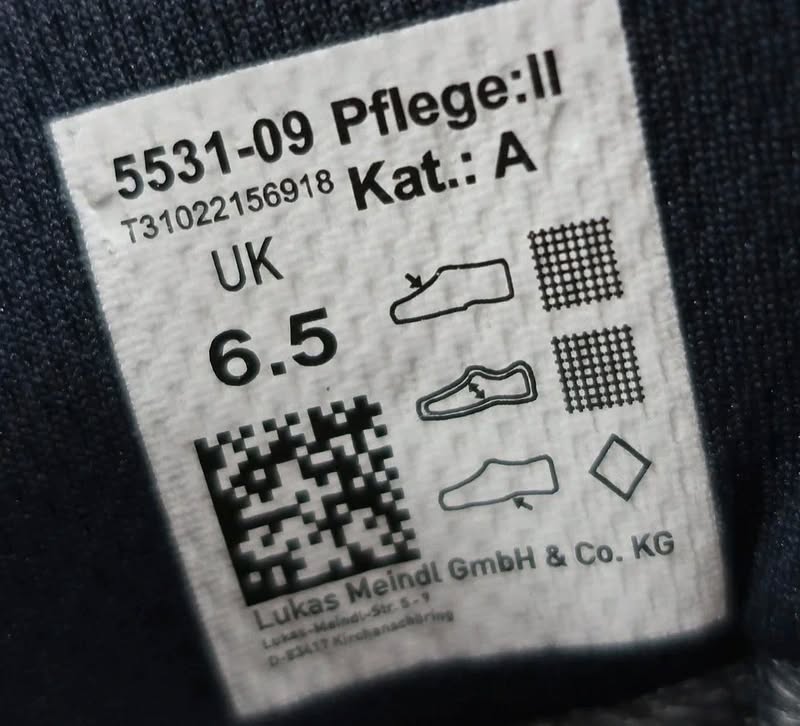 5531-09 Pflege:II
T31022156918 Kat.: A
UK
6.5
Lukas Meindl GmbH & Co. KG
Lukas-Meindl-Str. 5-9
D-83417 Kirchanschöring